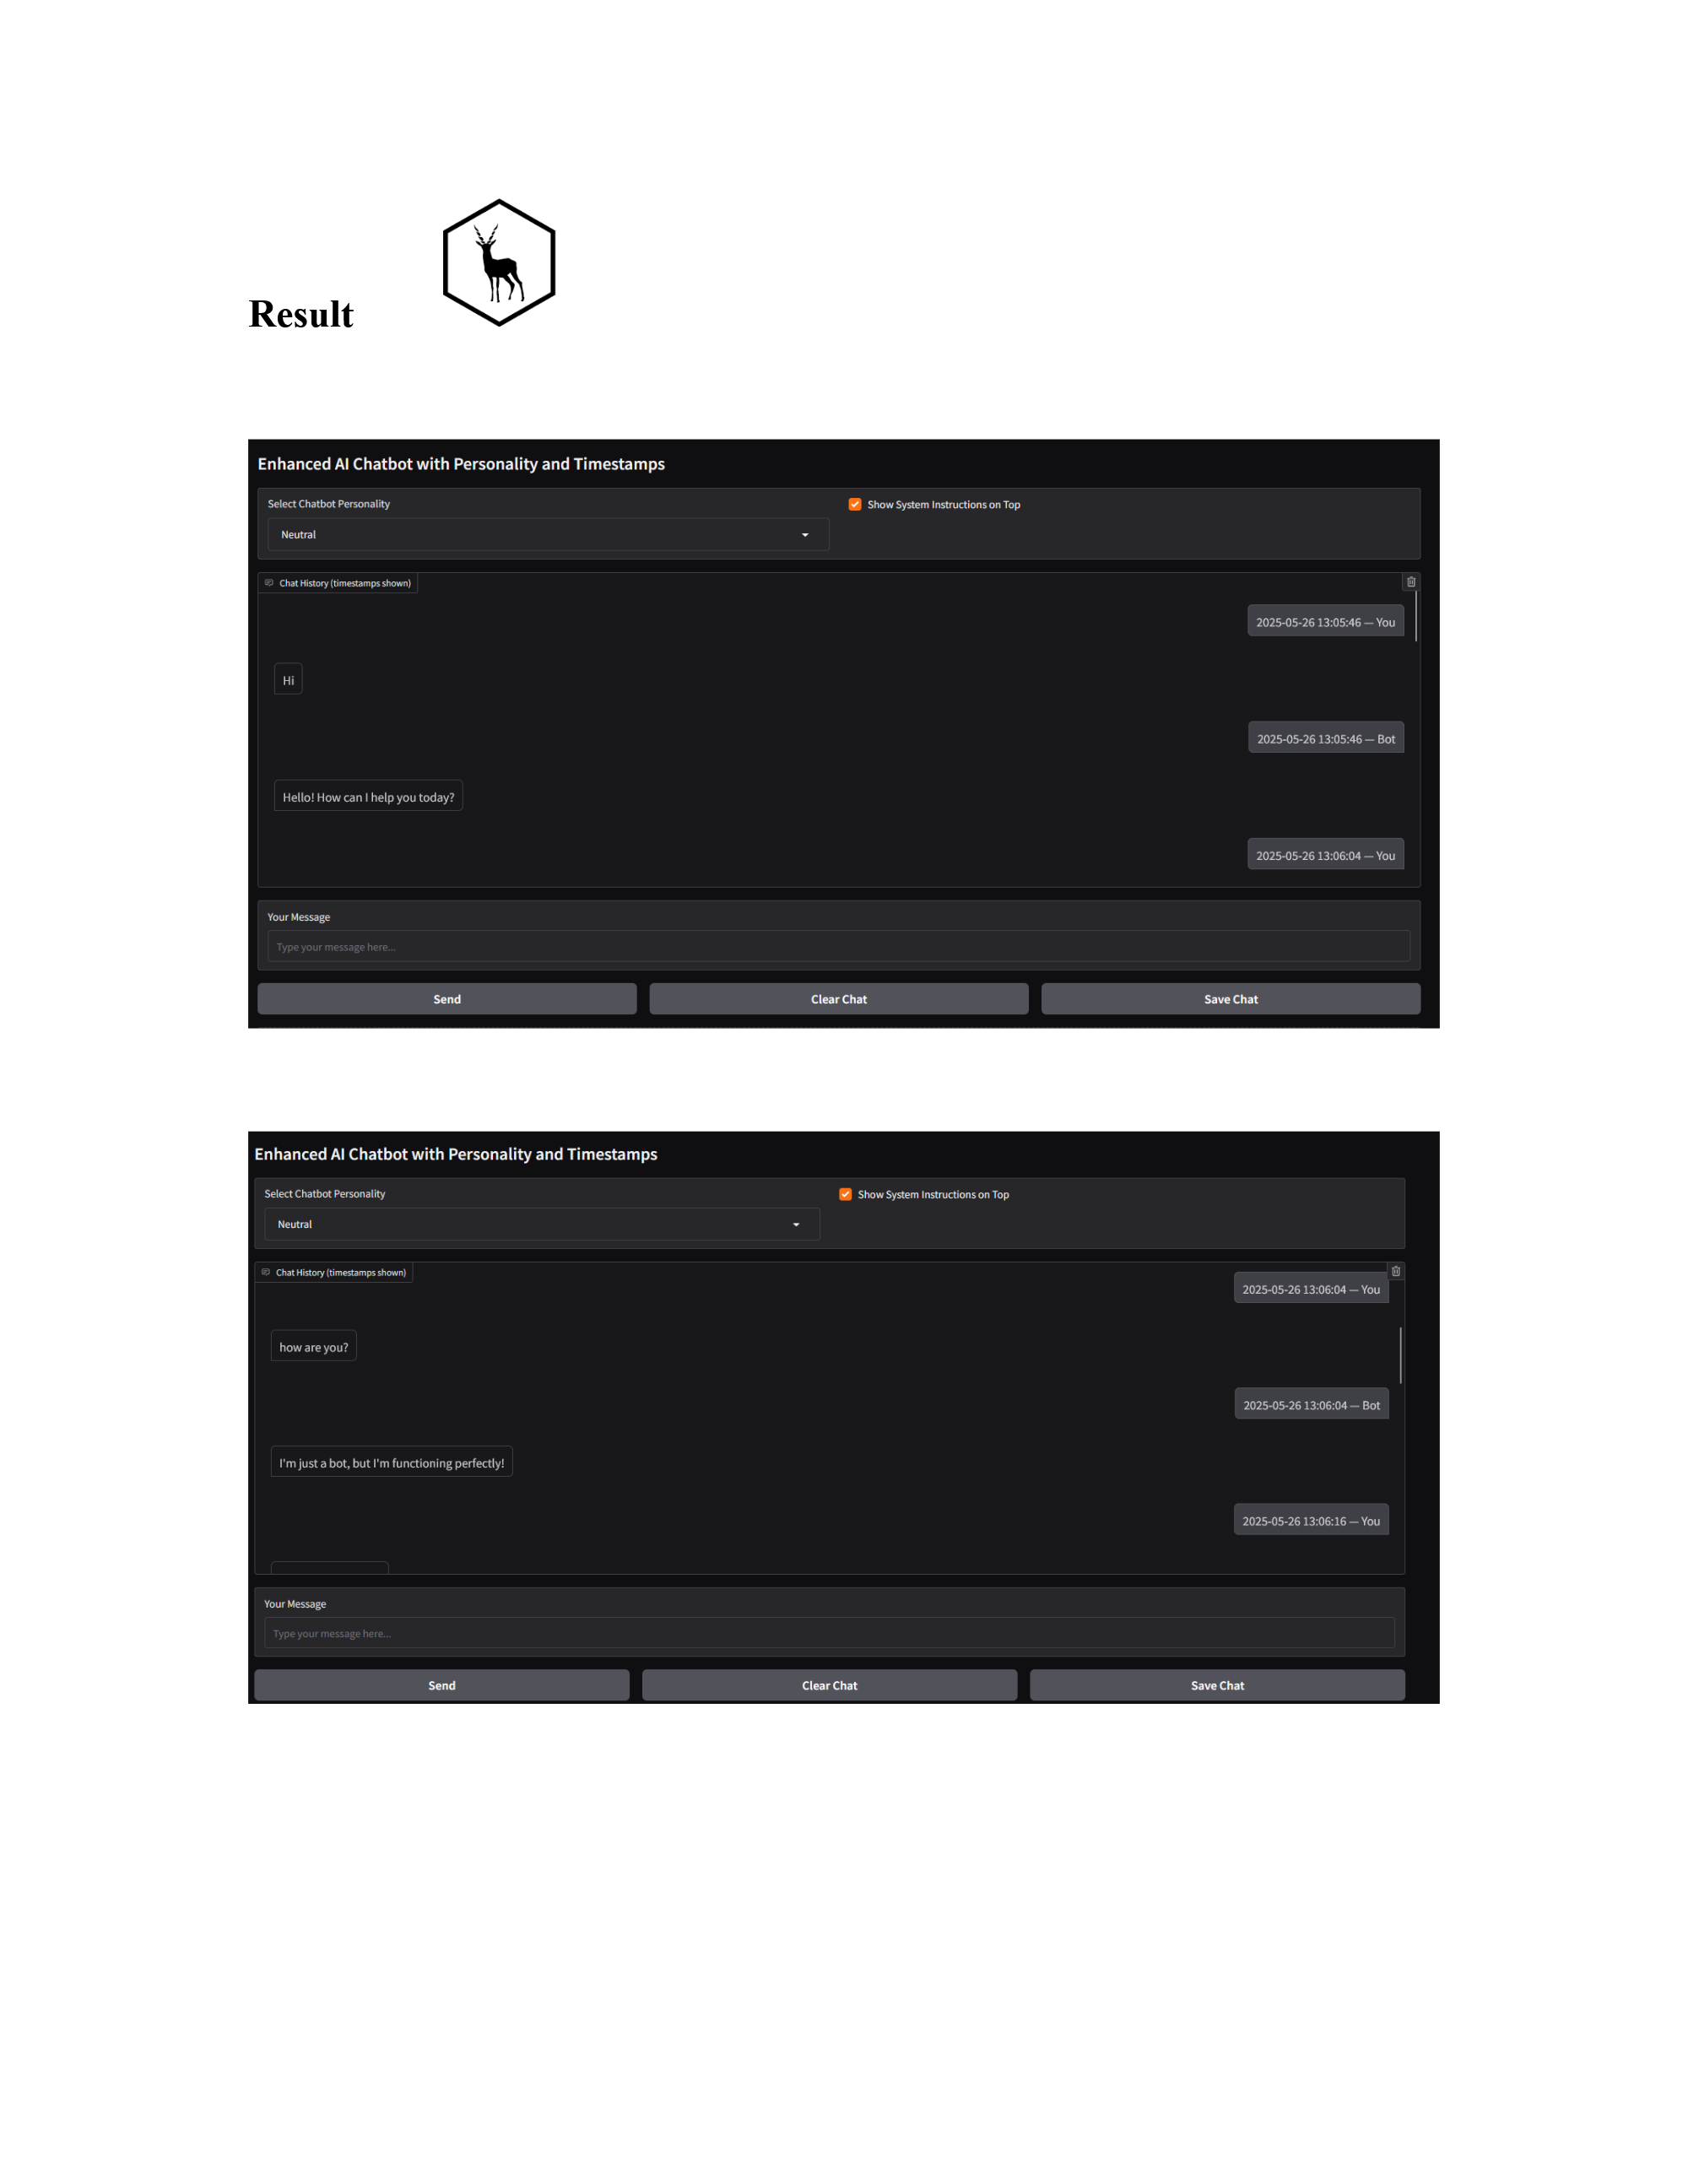 Result
Enhanced AI Chatbot with Personality and Timestamps
Select Chatbot Personality
Show System Instructions on Top
Neutral
Chat History (timestamps shown)
2025-05-26 13:05:46 — You
Hi
2025-05-26 13:05:46 — Bot
Hello! How can I help you today?
2025-05-26 13:06:04 — You
Your Message
Type your message here...
Send
Clear Chat
Save Chat
Enhanced AI Chatbot with Personality and Timestamps
Select Chatbot Personality
Show System Instructions on Top
Neutral
Chat History (timestamps shown)
2025-05-26 13:06:04 — You
how are you?
2025-05-26 13:06:04 — Bot
I'm just a bot, but I'm functioning perfectly!
2025-05-26 13:06:16 — You
Your Message
Type your message here...
Send
Clear Chat
Save Chat